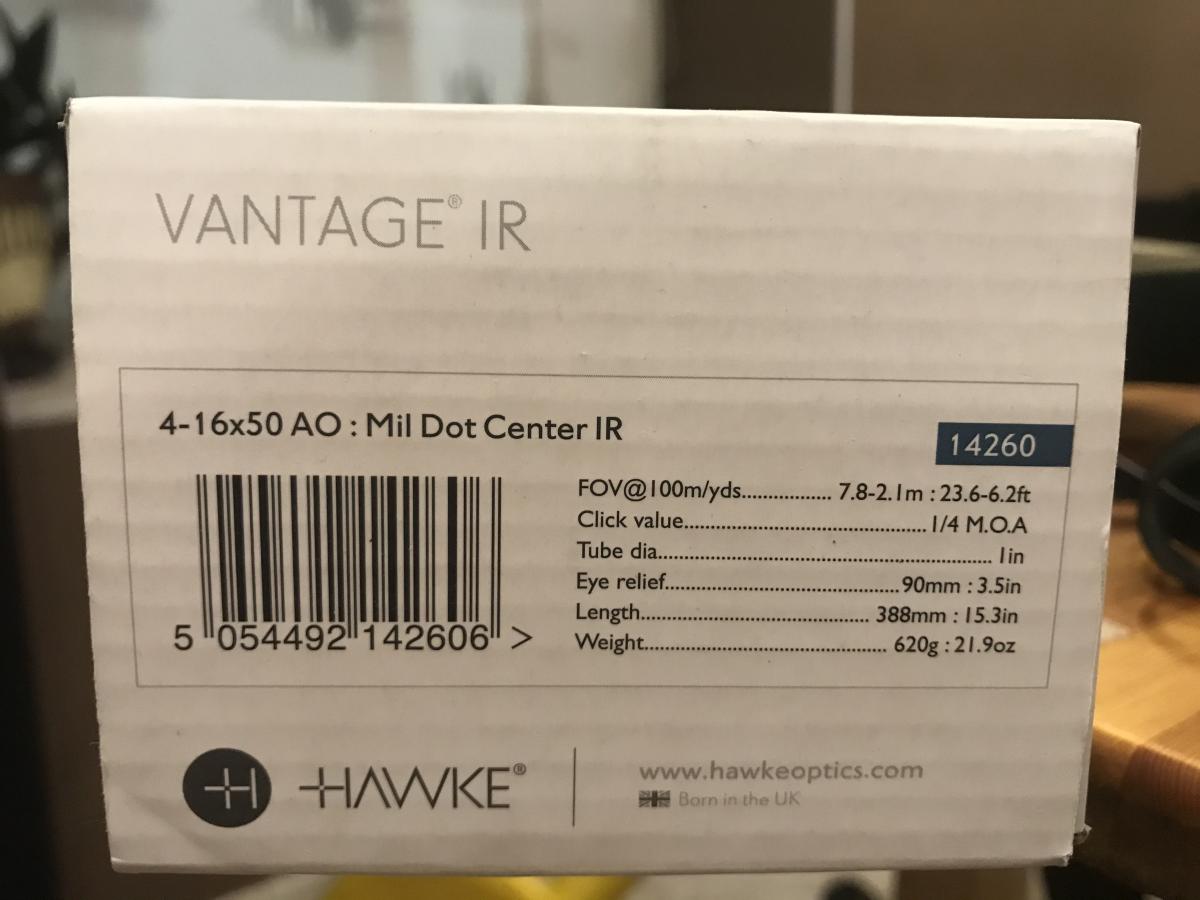 VANTAGE® IR
4-16x50 AO : Mil Dot Center IR
14260
FOV@100m/yds................ 7.8-2.1m : 23.6-6.2ft
Click value........................................... 1/4 M.O.A
Tube dia............................................................ 1in
Eye relief.......................................... 90mm : 3.5in
Length......................................... 388mm : 15.3in
Weight........................................... 620g : 21.9oz
5 054492 142606 >
HAWKE®
www.hawkeoptics.com
Born in the UK